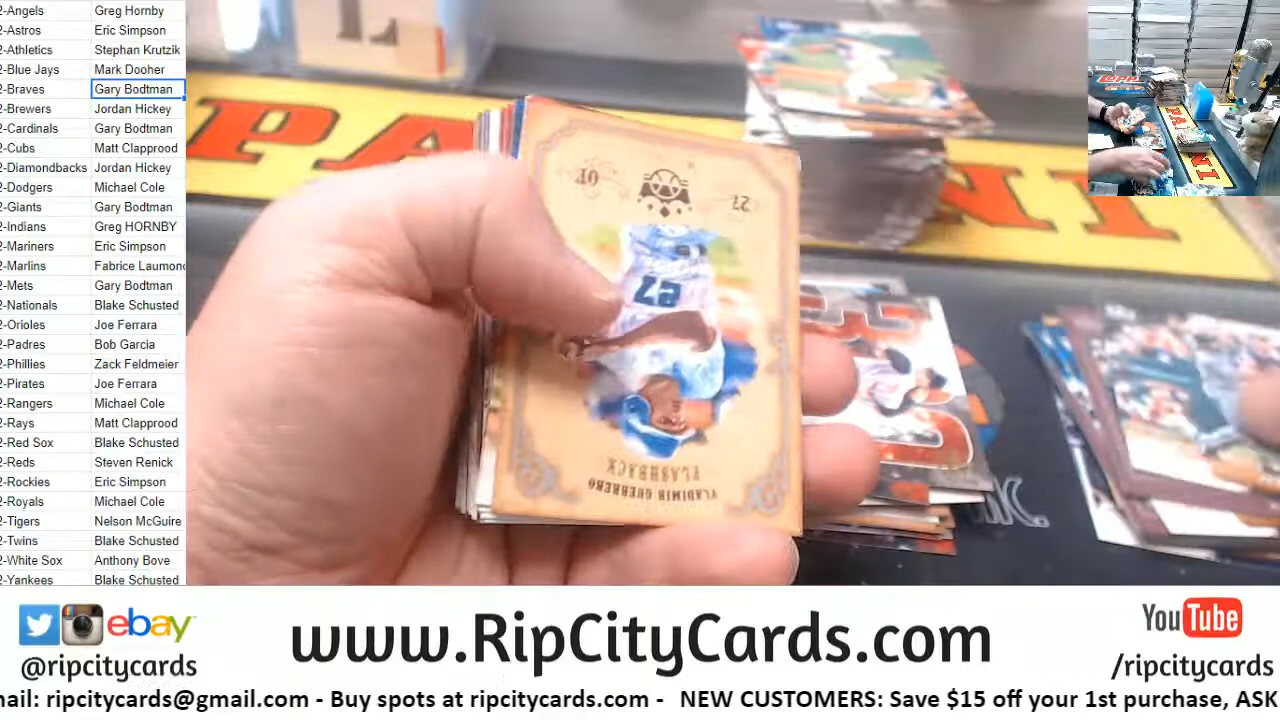 2-Angels Greg Hornby
2-Astros Eric Simpson
2-Athletics Stephan Krutzik
2-Blue Jays Mark Dooher
2-Braves Gary Bodtman
2-Brewers Jordan Hickey
2-Cardinals Gary Bodtman
2-Cubs Matt Clapprood
2-Diamondbacks Jordan Hickey
2-Dodgers Michael Cole
2-Giants Gary Bodtman
2-Indians Greg HORNBY
2-Mariners Eric Simpson
2-Marlins Fabrice Laumond
2-Mets Gary Bodtman
2-Nationals Blake Schusted
2-Orioles Joe Ferrara
2-Padres Bob Garcia
2-Phillies Zack Feldmeier
2-Pirates Joe Ferrara
2-Rangers Michael Cole
2-Rays Matt Clapprood
2-Red Sox Blake Schusted
2-Reds Steven Renick
2-Rockies Eric Simpson
2-Royals Michael Cole
2-Tigers Nelson McGuire
2-Twins Blake Schusted
2-White Sox Anthony Bove
2-Yankees Blake Schusted
PANINI
OF
27
27
FLASHBACK
VLADIMIR GUERRERO
ebay
@ripcitycards
www.RipCityCards.com
YouTube
/ripcitycards
nail: ripcitycards@gmail.com - Buy spots at ripcitycards.com - NEW CUSTOMERS: Save $15 off your 1st purchase, ASK